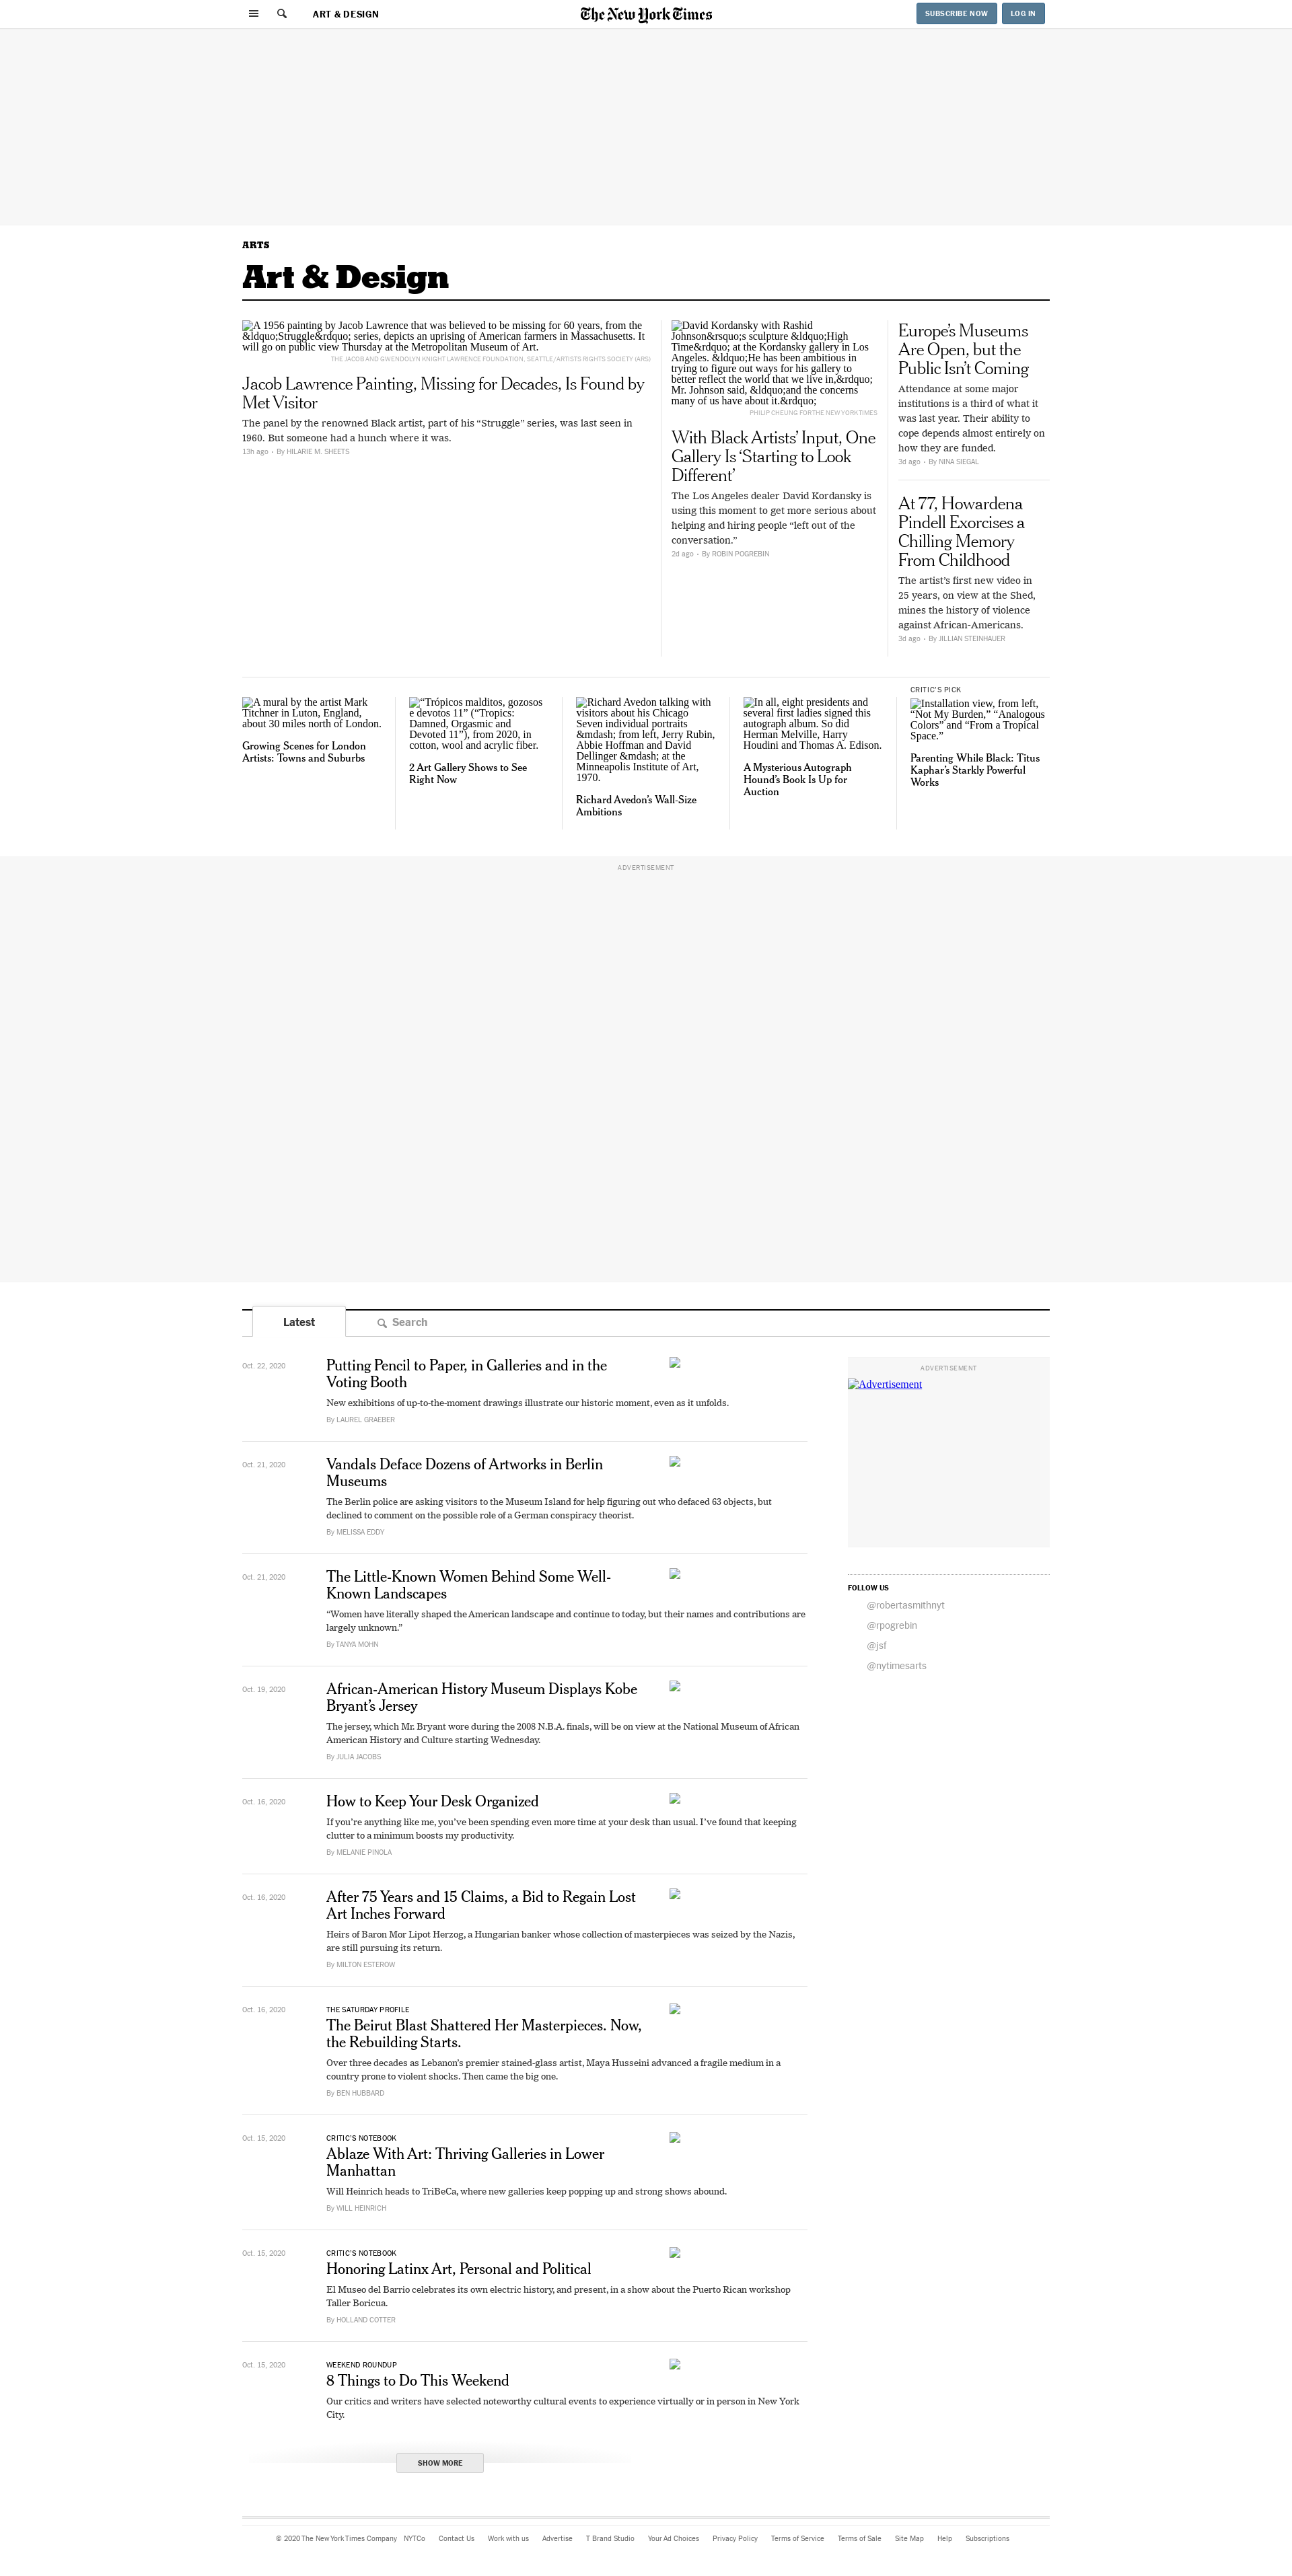 ART & DESIGN
The New York Times
SUBSCRIBE NOW
LOG IN
ARTS
Art & Design
A 1956 painting by Jacob Lawrence that was believed to be missing for 60 years, from the
&ldquo;Struggle&rdquo; series, depicts an uprising of American farmers in Massachusetts. It
will go on public view Thursday at the Metropolitan Museum of Art.
THE JACOB AND GWENDOLYN KNIGHT LAWRENCE FOUNDATION, SEATTLE/ARTISTS RIGHTS SOCIETY (ARS)
Jacob Lawrence Painting, Missing for Decades, Is Found by
Met Visitor
The panel by the renowned Black artist, part of his “Struggle” series, was last seen in
1960. But someone had a hunch where it was.
13h ago • By HILARIE M. SHEETS
David Kordansky with Rashid
Johnson&rsquo;s sculpture &ldquo;High
Time&rdquo; at the Kordansky gallery in Los
Angeles. &ldquo;He has been ambitious in
trying to figure out ways for his gallery to
better reflect the world that we live in,&rdquo;
Mr. Johnson said, &ldquo;and the concerns
many of us have about it.&rdquo;
PHILIP CHEUNG FOR THE NEW YORK TIMES
With Black Artists’ Input, One
Gallery Is ‘Starting to Look
Different’
The Los Angeles dealer David Kordansky is
using this moment to get more serious about
helping and hiring people “left out of the
conversation.”
2d ago • By ROBIN POGREBIN
Europe’s Museums
Are Open, but the
Public Isn’t Coming
Attendance at some major
institutions is a third of what it
was last year. Their ability to
cope depends almost entirely on
how they are funded.
3d ago • By NINA SIEGAL
At 77, Howardena
Pindell Exorcises a
Chilling Memory
From Childhood
The artist’s first new video in
25 years, on view at the Shed,
mines the history of violence
against African-Americans.
3d ago • By JILLIAN STEINHAUER
A mural by the artist Mark
Titchner in Luton, England,
about 30 miles north of London.
Growing Scenes for London
Artists: Towns and Suburbs
“Trópicos malditos, gozosos
e devotos 11” (“Tropics:
Damned, Orgasmic and
Devoted 11”), from 2020, in
cotton, wool and acrylic fiber.
2 Art Gallery Shows to See
Right Now
Richard Avedon talking with
visitors about his Chicago
Seven individual portraits
&mdash; from left, Jerry Rubin,
Abbie Hoffman and David
Dellinger &mdash; at the
Minneapolis Institute of Art,
1970.
Richard Avedon’s Wall-Size
Ambitions
In all, eight presidents and
several first ladies signed this
autograph album. So did
Herman Melville, Harry
Houdini and Thomas A. Edison.
A Mysterious Autograph
Hound’s Book Is Up for
Auction
CRITIC’S PICK
Installation view, from left,
“Not My Burden,” “Analogous
Colors” and “From a Tropical
Space.”
Parenting While Black: Titus
Kaphar’s Starkly Powerful
Works
ADVERTISEMENT
Latest
Search
Oct. 22, 2020
Putting Pencil to Paper, in Galleries and in the
Voting Booth
New exhibitions of up-to-the-moment drawings illustrate our historic moment, even as it unfolds.
By LAUREL GRAEBER
Oct. 21, 2020
Vandals Deface Dozens of Artworks in Berlin
Museums
The Berlin police are asking visitors to the Museum Island for help figuring out who defaced 63 objects, but
declined to comment on the possible role of a German conspiracy theorist.
By MELISSA EDDY
Oct. 21, 2020
The Little-Known Women Behind Some Well-
Known Landscapes
“Women have literally shaped the American landscape and continue to today, but their names and contributions are
largely unknown.”
By TANYA MOHN
Oct. 19, 2020
African-American History Museum Displays Kobe
Bryant’s Jersey
The jersey, which Mr. Bryant wore during the 2008 N.B.A. finals, will be on view at the National Museum of African
American History and Culture starting Wednesday.
By JULIA JACOBS
Oct. 16, 2020
How to Keep Your Desk Organized
If you’re anything like me, you’ve been spending even more time at your desk than usual. I’ve found that keeping
clutter to a minimum boosts my productivity.
By MELANIE PINOLA
Oct. 16, 2020
After 75 Years and 15 Claims, a Bid to Regain Lost
Art Inches Forward
Heirs of Baron Mor Lipot Herzog, a Hungarian banker whose collection of masterpieces was seized by the Nazis,
are still pursuing its return.
By MILTON ESTEROW
Oct. 16, 2020
THE SATURDAY PROFILE
The Beirut Blast Shattered Her Masterpieces. Now,
the Rebuilding Starts.
Over three decades as Lebanon’s premier stained-glass artist, Maya Husseini advanced a fragile medium in a
country prone to violent shocks. Then came the big one.
By BEN HUBBARD
Oct. 15, 2020
CRITIC’S NOTEBOOK
Ablaze With Art: Thriving Galleries in Lower
Manhattan
Will Heinrich heads to TriBeCa, where new galleries keep popping up and strong shows abound.
By WILL HEINRICH
Oct. 15, 2020
CRITIC’S NOTEBOOK
Honoring Latinx Art, Personal and Political
El Museo del Barrio celebrates its own electric history, and present, in a show about the Puerto Rican workshop
Taller Boricua.
By HOLLAND COTTER
Oct. 15, 2020
WEEKEND ROUNDUP
8 Things to Do This Weekend
Our critics and writers have selected noteworthy cultural events to experience virtually or in person in New York
City.
SHOW MORE
ADVERTISEMENT
Advertisement
FOLLOW US
@robertasmithnyt
@rpogrebin
@jsf
@nytimesarts
© 2020 The New York Times Company NYTCo Contact Us Work with us Advertise T Brand Studio Your Ad Choices Privacy Policy Terms of Service Terms of Sale Site Map Help Subscriptions